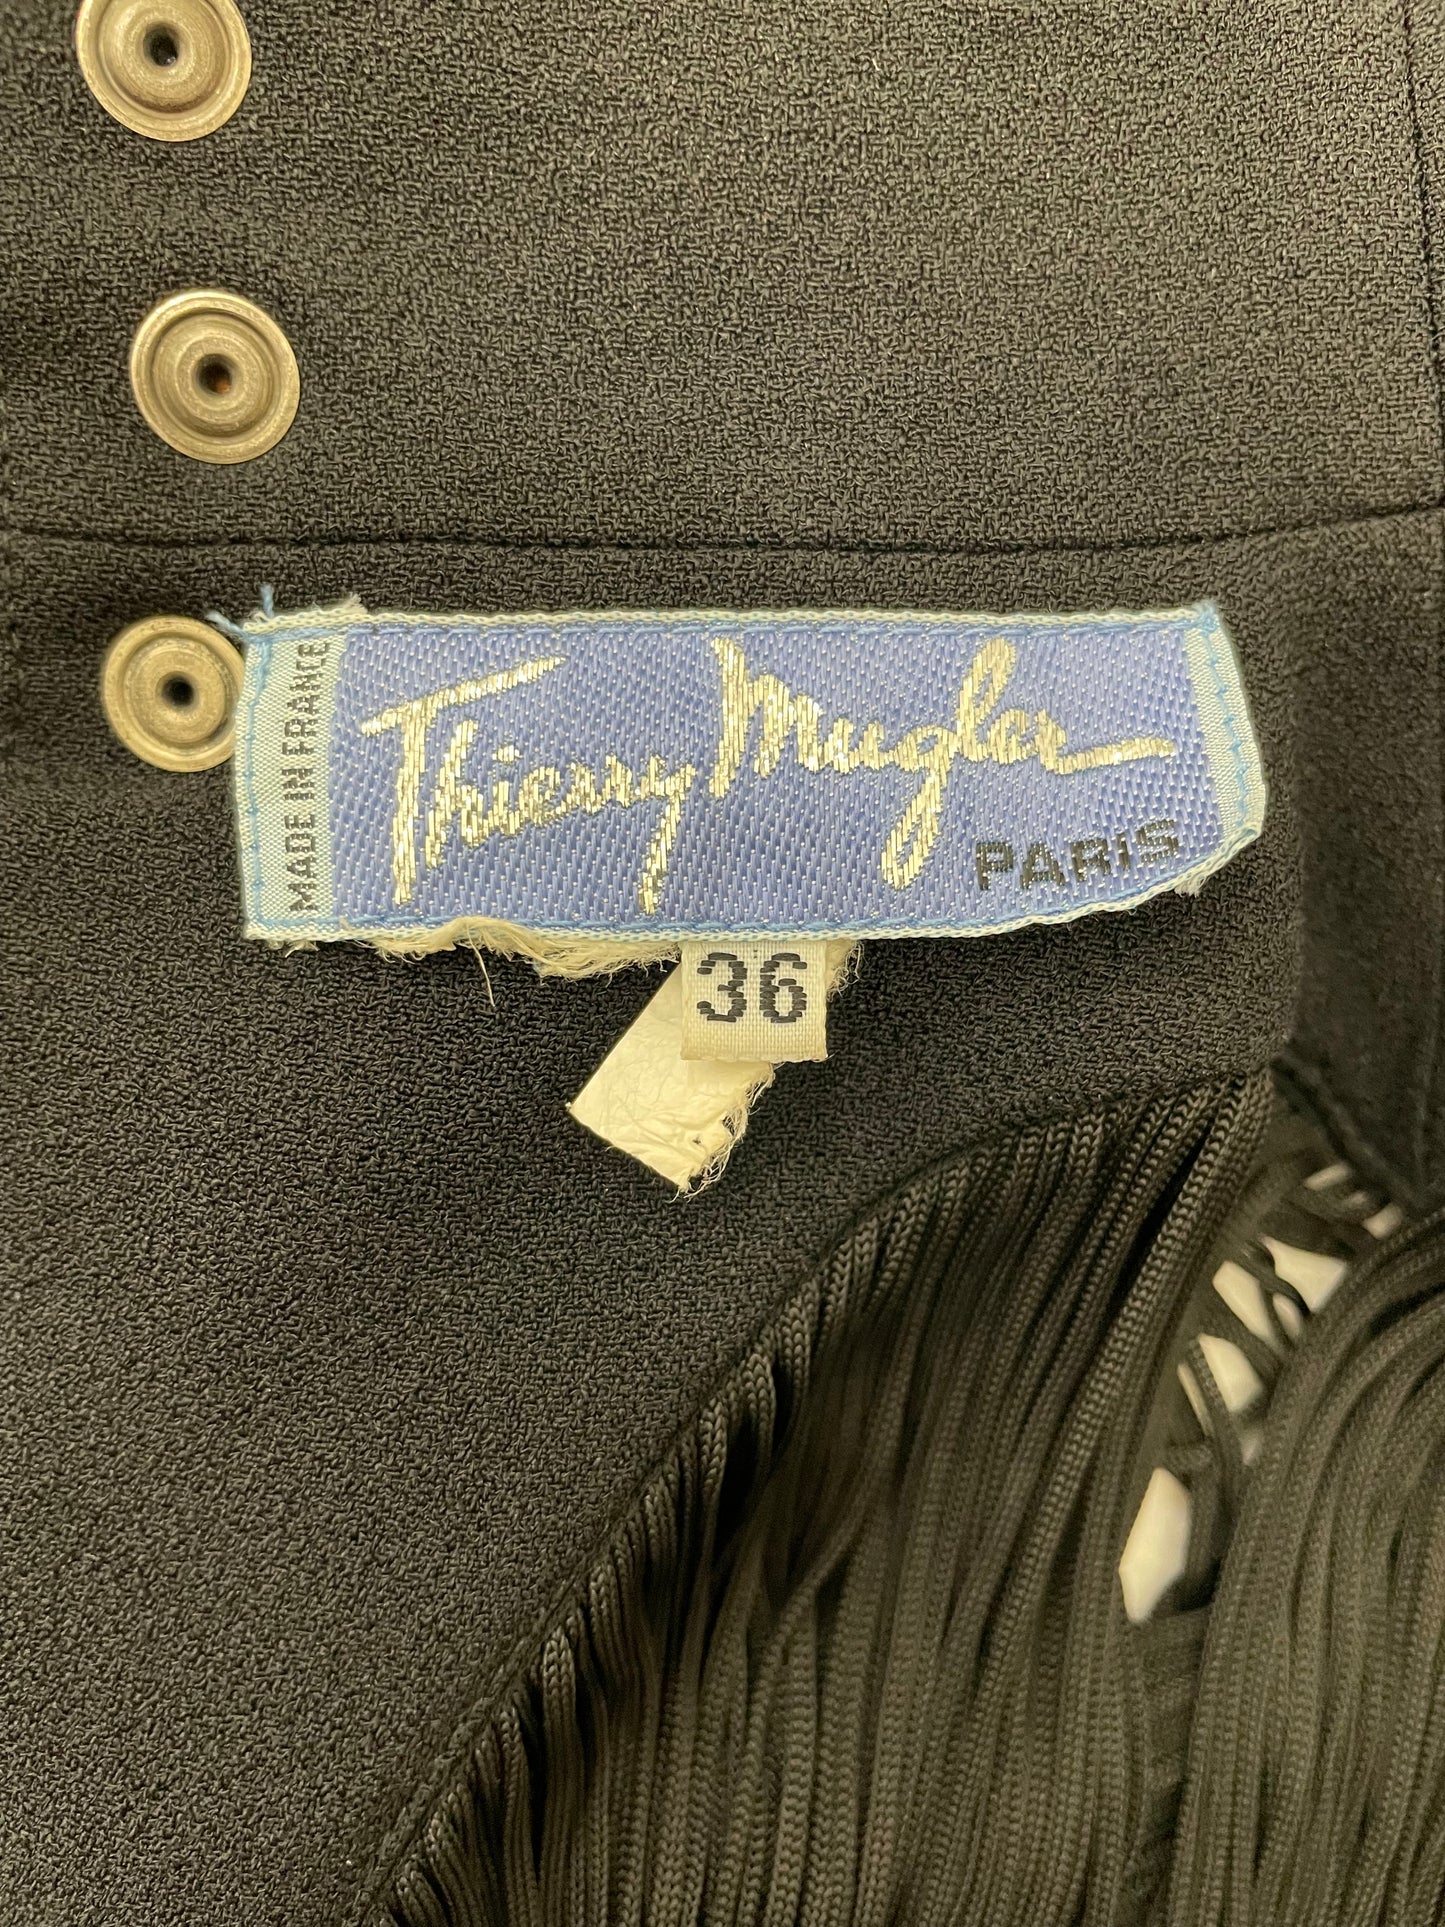 MADE IN FRANCE
Thierry Mugler
PARIS
36